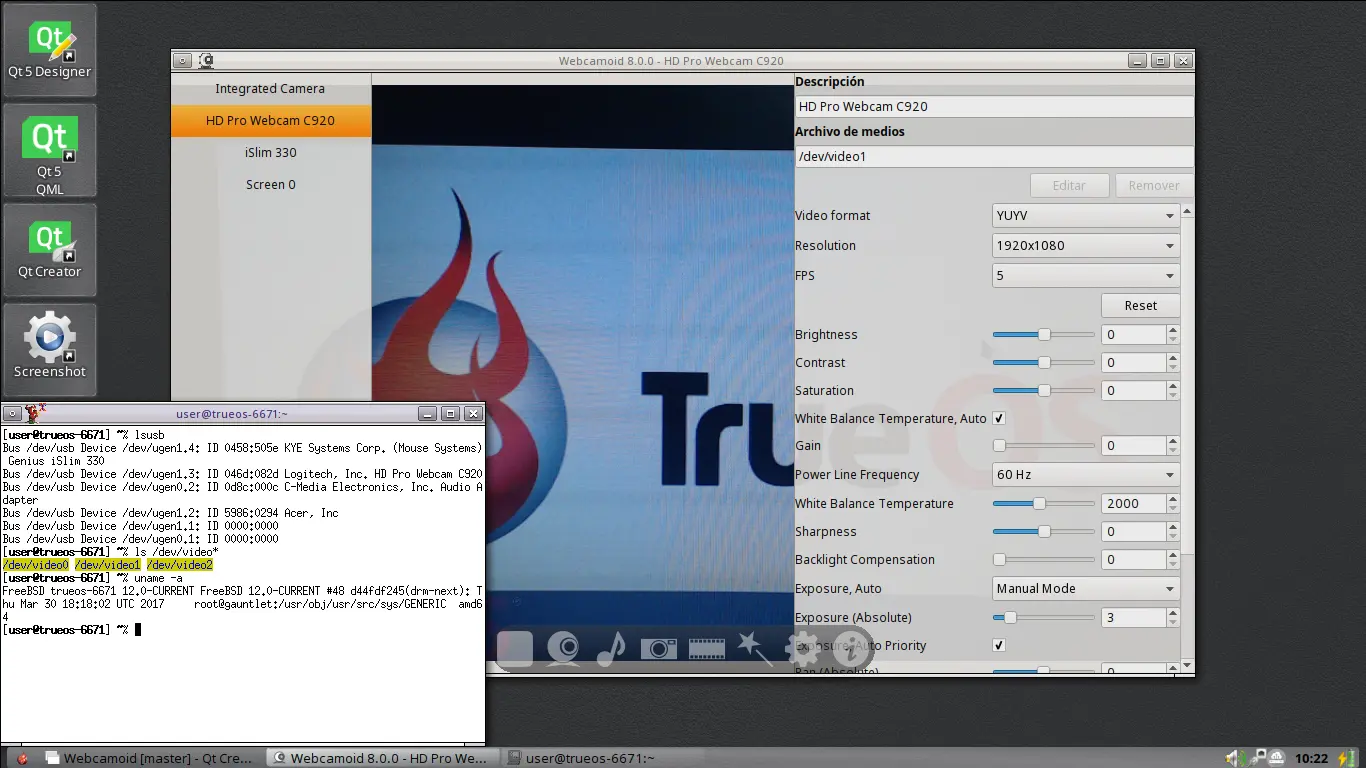 Qt 5 Designer
Qt 5
QML
Qt Creator
Screenshot
Webcamoid 8.0.0 - HD Pro Webcam C920
Integrated Camera
HD Pro Webcam C920
iSlim 330
Screen 0
Tru
Descripción
HD Pro Webcam C920
Archivo de medios
/dev/video1
Editar
Remover
Video format YUYV
Resolution 1920x1080
FPS 5
Reset
Brightness 0
Contrast 0
Saturation 0
White Balance Temperature, Auto
Gain 0
Power Line Frequency 60 Hz
White Balance Temperature 2000
Sharpness 0
Backlight Compensation 0
Exposure, Auto Manual Mode
Exposure (Absolute) 3
Exposure, Auto Priority
Pan (Absolute) 0
user@trueos-6671:~
[user@trueos-6671] ~% lsusb
Bus /dev/usb Device /dev/ugen1.4: ID 0458:505e KYE Systems Corp. (Mouse Systems)
 Genius iSlim 330
Bus /dev/usb Device /dev/ugen1.3: ID 046d:082d Logitech, Inc. HD Pro Webcam C920
Bus /dev/usb Device /dev/ugen0.2: ID 0d8c:000c C-Media Electronics, Inc. Audio A
dapter
Bus /dev/usb Device /dev/ugen1.2: ID 5986:0294 Acer, Inc
Bus /dev/usb Device /dev/ugen1.1: ID 0000:0000
Bus /dev/usb Device /dev/ugen0.1: ID 0000:0000
[user@trueos-6671] ~% ls /dev/video*
/dev/video0 /dev/video1 /dev/video2
[user@trueos-6671] ~% uname -a
FreeBSD trueos-6671 12.0-CURRENT FreeBSD 12.0-CURRENT #48 d44fdf245(drm-next): T
hu Mar 30 18:18:02 UTC 2017     root@gauntlet:/usr/obj/usr/src/sys/GENERIC  amd6
4
[user@trueos-6671] ~%
Webcamoid [master] - Qt Cre...
Webcamoid 8.0.0 - HD Pro We...
user@trueos-6671:~
10:22